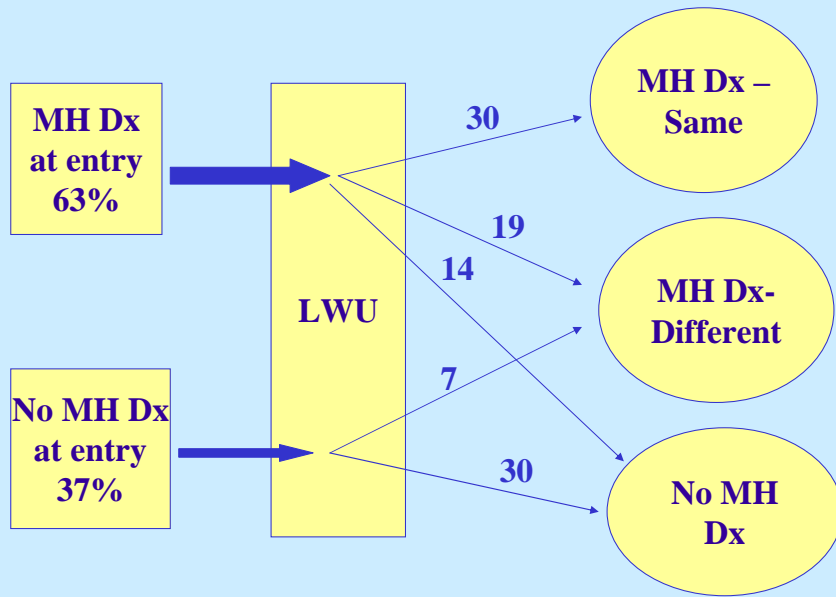 MH Dx
at entry
63%
No MH Dx
at entry
37%
LWU
30
19
14
7
30
MH Dx –
Same
MH Dx-
Different
No MH
Dx